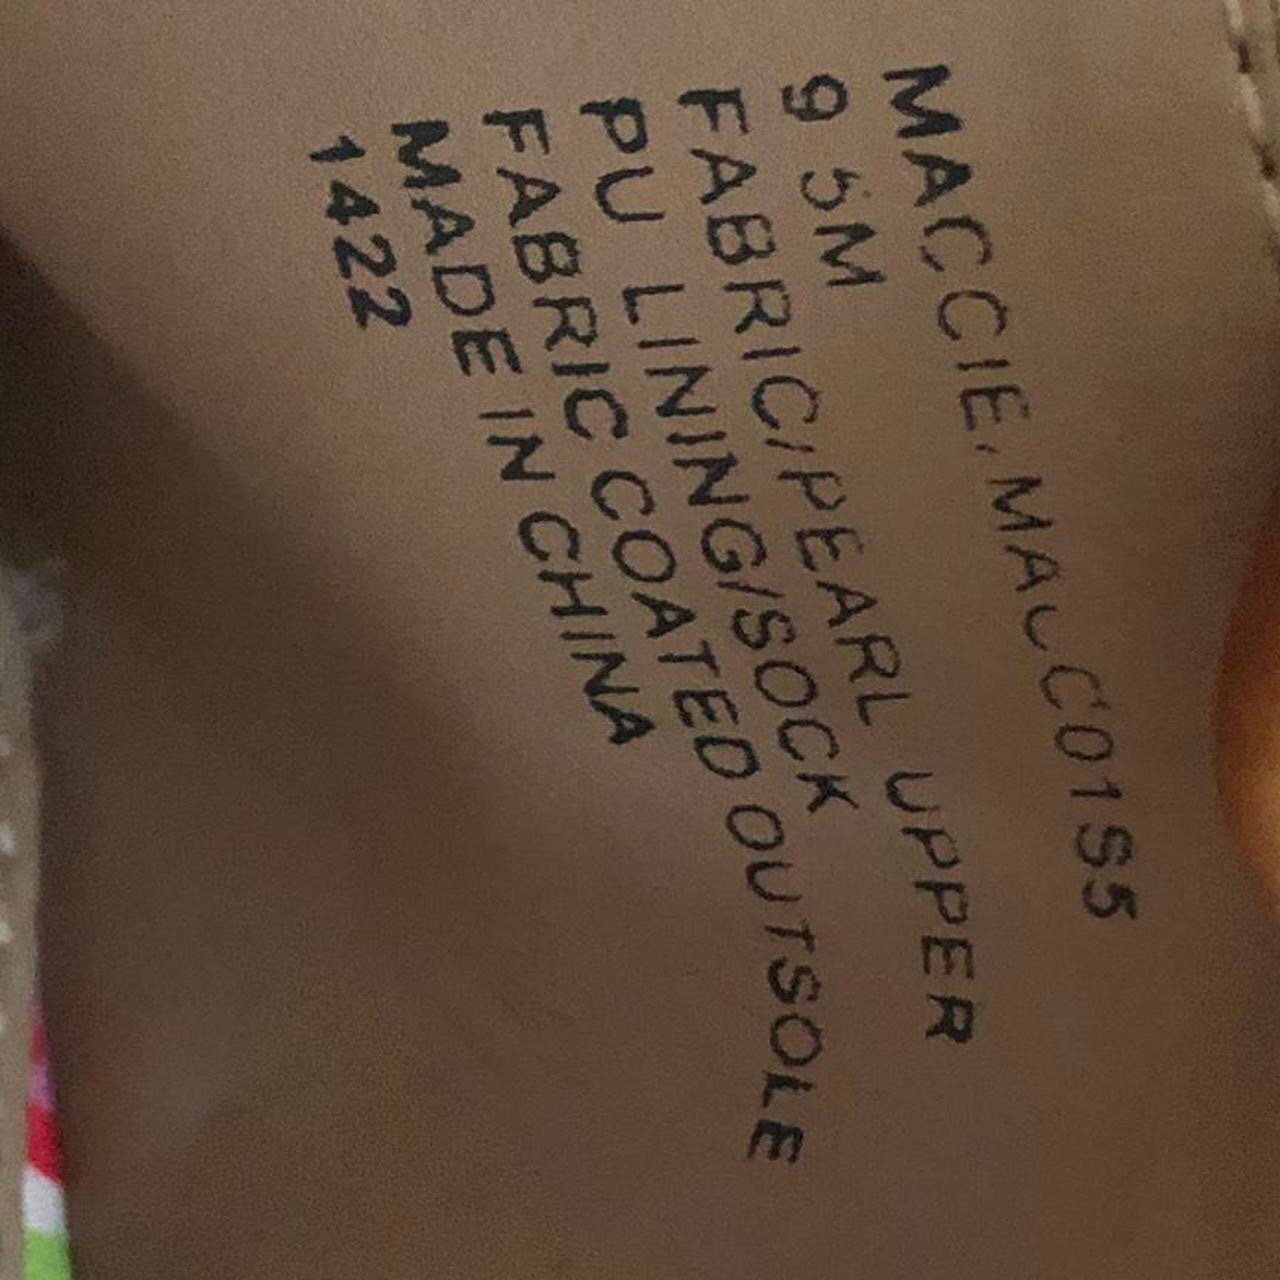 MACCIE, MACC01S5
9 5M
FABRIC/PEARL UPPER
PU LINING/SOCK
FABRIC COATED OUTSOLE
MADE IN CHINA
1422